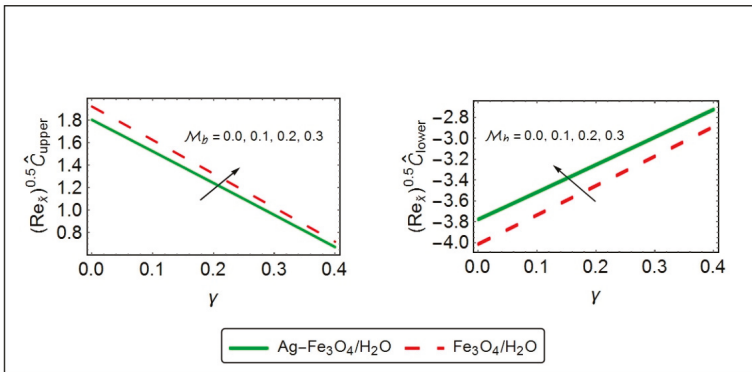 (Re_x̂)^0.5 Ĉ_upper
1.8
1.6
1.4
1.2
1.0
0.8
ℳ_b = 0.0, 0.1, 0.2, 0.3
0.0 0.1 0.2 0.3 0.4
γ
(Re_x̂)^0.5 Ĉ_lower
−2.8
−3.0
−3.2
−3.4
−3.6
−3.8
−4.0
ℳ_b = 0.0, 0.1, 0.2, 0.3
0.0 0.1 0.2 0.3 0.4
γ
Ag–Fe₃O₄/H₂O Fe₃O₄/H₂O